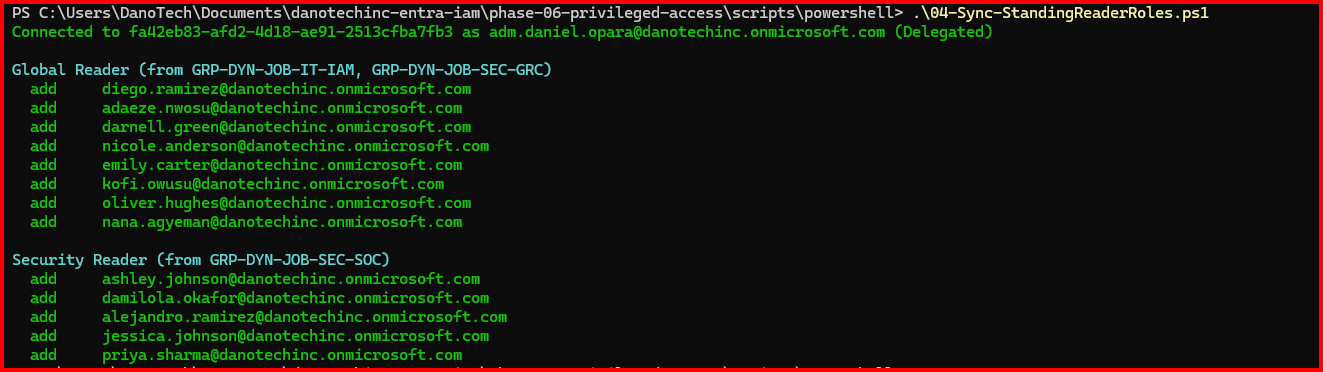 PS C:\Users\DanoTech\Documents\danotechinc-entra-iam\phase-06-privileged-access\scripts\powershell> .\04-Sync-StandingReaderRoles.ps1
Connected to fa42eb83-afd2-4d18-ae91-2513cfba7fb3 as adm.daniel.opara@danotechinc.onmicrosoft.com (Delegated)
Global Reader (from GRP-DYN-JOB-IT-IAM, GRP-DYN-JOB-SEC-GRC)
add diego.ramirez@danotechinc.onmicrosoft.com
add adaeze.nwosu@danotechinc.onmicrosoft.com
add darnell.green@danotechinc.onmicrosoft.com
add nicole.anderson@danotechinc.onmicrosoft.com
add emily.carter@danotechinc.onmicrosoft.com
add kofi.owusu@danotechinc.onmicrosoft.com
add oliver.hughes@danotechinc.onmicrosoft.com
add nana.agyeman@danotechinc.onmicrosoft.com
Security Reader (from GRP-DYN-JOB-SEC-SOC)
add ashley.johnson@danotechinc.onmicrosoft.com
add damilola.okafor@danotechinc.onmicrosoft.com
add alejandro.ramirez@danotechinc.onmicrosoft.com
add jessica.johnson@danotechinc.onmicrosoft.com
add priya.sharma@danotechinc.onmicrosoft.com